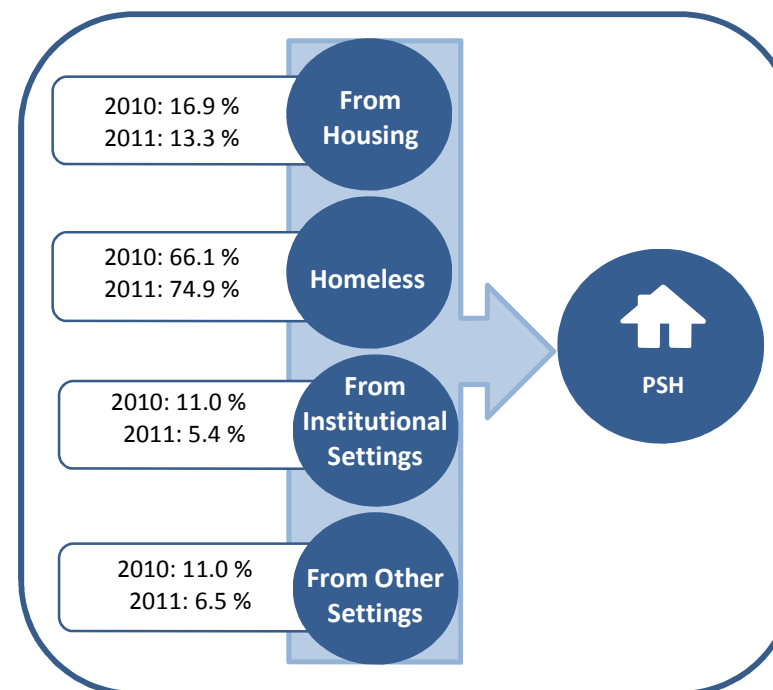 2010: 16.9 %
2011: 13.3 %
From
Housing
2010: 66.1 %
2011: 74.9 %
Homeless
2010: 11.0 %
2011: 5.4 %
From
Institutional
Settings
2010: 11.0 %
2011: 6.5 %
From Other
Settings
PSH